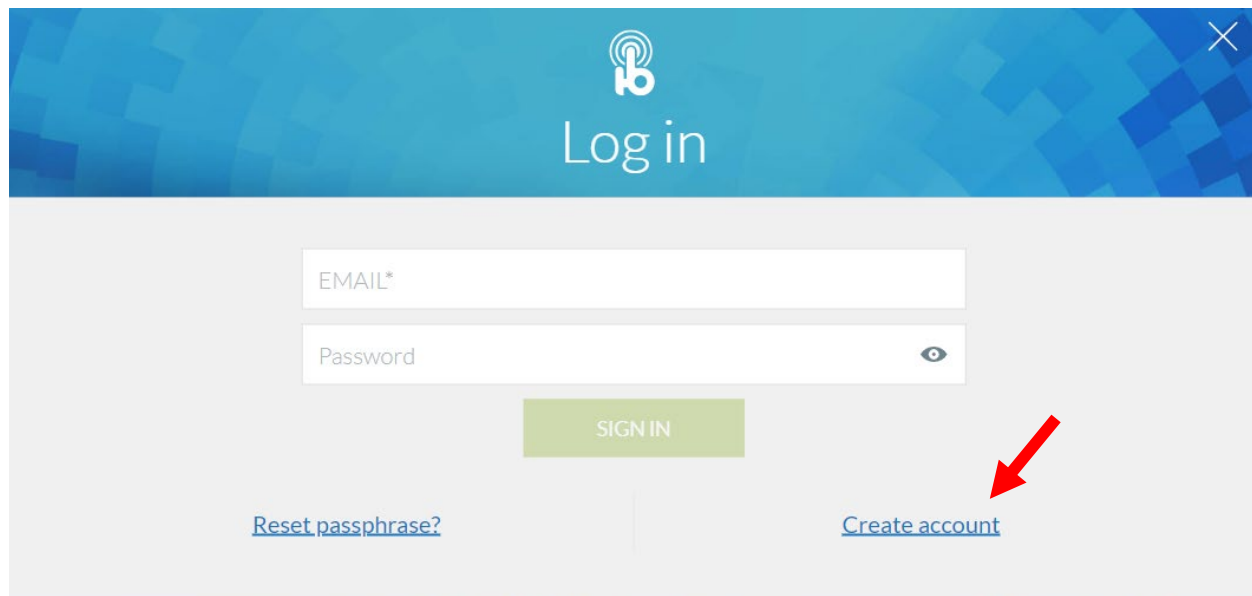 Log in
EMAIL*
Password
SIGN IN
Reset passphrase?
Create account